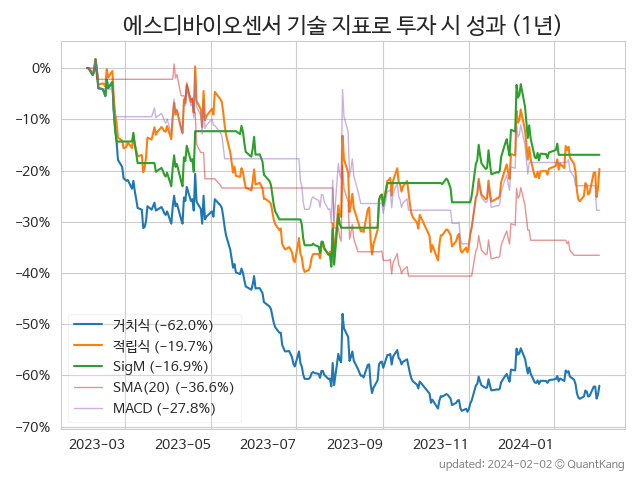 에스디바이오센서 기술 지표로 투자 시 성과 (1년)
0%
−10%
−20%
−30%
−40%
−50%
−60%
−70%
거치식 (−62.0%)
적립식 (−19.7%)
SigM (−16.9%)
SMA(20) (−36.6%)
MACD (−27.8%)
2023−03 2023−05 2023−07 2023−09 2023−11 2024−01
updated: 2024−02−02 © QuantKang